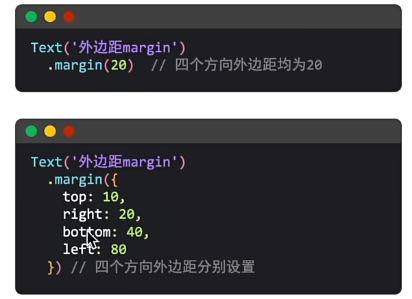 Text('外边距margin')
.margin(20) // 四个方向外边距均为20
Text('外边距margin')
.margin({
top: 10,
right: 20,
bottom: 40,
left: 80
}) // 四个方向外边距分别设置